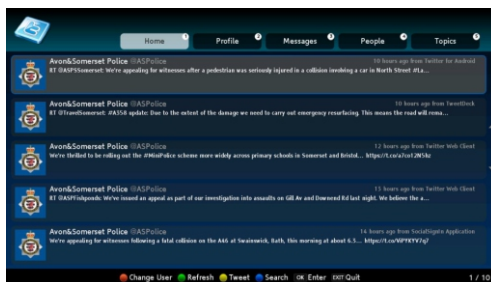 Home 1 Profile 2 Messages 3 People 4 Topics 5
Avon&Somerset Police @ASPolice 10 hours ago from Twitter for Android
RT @ASPSSomerset: We're appealing for witnesses after a pedestrian was seriously injured in a collision involving a car in North Street #La...
Avon&Somerset Police @ASPolice 10 hours ago from TweetDeck
RT @TravelSomerset: #A358 update: Due to the extent of the damage we need to carry out emergency resurfacing. This means the road will rema...
Avon&Somerset Police @ASPolice 12 hours ago from Twitter Web Client
We're thrilled to be rolling out the #MiniPolice scheme more widely across primary schools in Somerset and Bristol...
Avon&Somerset Police @ASPolice 13 hours ago from Twitter Web Client
RT @ASPFishponds: We've issued an appeal as part of our investigation into assaults on Gill Av and Downend Rd last night. We believe the a...
Avon&Somerset Police @ASPolice 14 hours ago from SocialSignIn Application
We're appealing for witnesses following a fatal collision on the A46 at Swainswick, Bath, this morning at about 6.3...
Change User Refresh Tweet Search OK Enter EXIT Quit 1 / 10